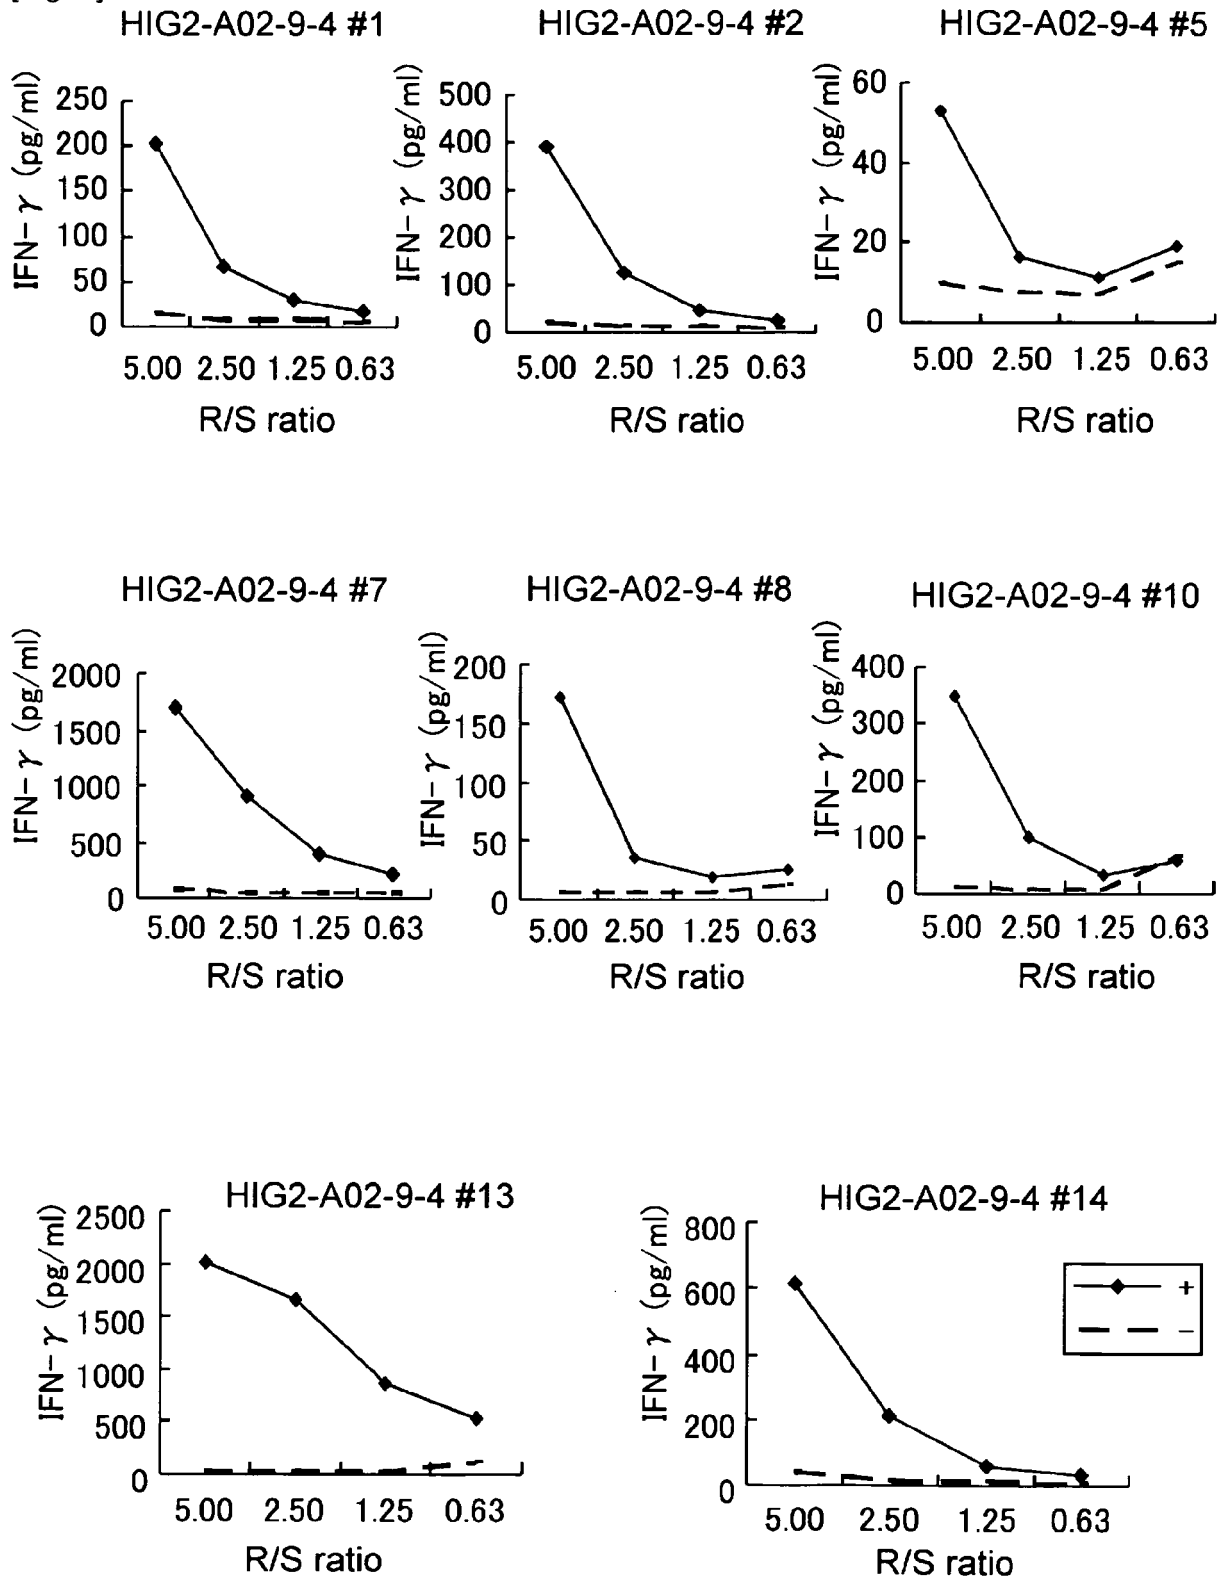 HIG2-A02-9-4 #1
IFN-γ (pg/ml)
250
200
150
100
50
0
5.00 2.50 1.25 0.63
R/S ratio
HIG2-A02-9-4 #2
IFN-γ (pg/ml)
500
400
300
200
100
0
5.00 2.50 1.25 0.63
R/S ratio
HIG2-A02-9-4 #5
IFN-γ (pg/ml)
60
40
20
0
5.00 2.50 1.25 0.63
R/S ratio
HIG2-A02-9-4 #7
IFN-γ (pg/ml)
2000
1500
1000
500
0
5.00 2.50 1.25 0.63
R/S ratio
HIG2-A02-9-4 #8
IFN-γ (pg/ml)
200
150
100
50
0
5.00 2.50 1.25 0.63
R/S ratio
HIG2-A02-9-4 #10
IFN-γ (pg/ml)
400
300
200
100
0
5.00 2.50 1.25 0.63
R/S ratio
HIG2-A02-9-4 #13
IFN-γ (pg/ml)
2500
2000
1500
1000
500
0
5.00 2.50 1.25 0.63
R/S ratio
HIG2-A02-9-4 #14
IFN-γ (pg/ml)
800
600
400
200
0
5.00 2.50 1.25 0.63
R/S ratio
+
−